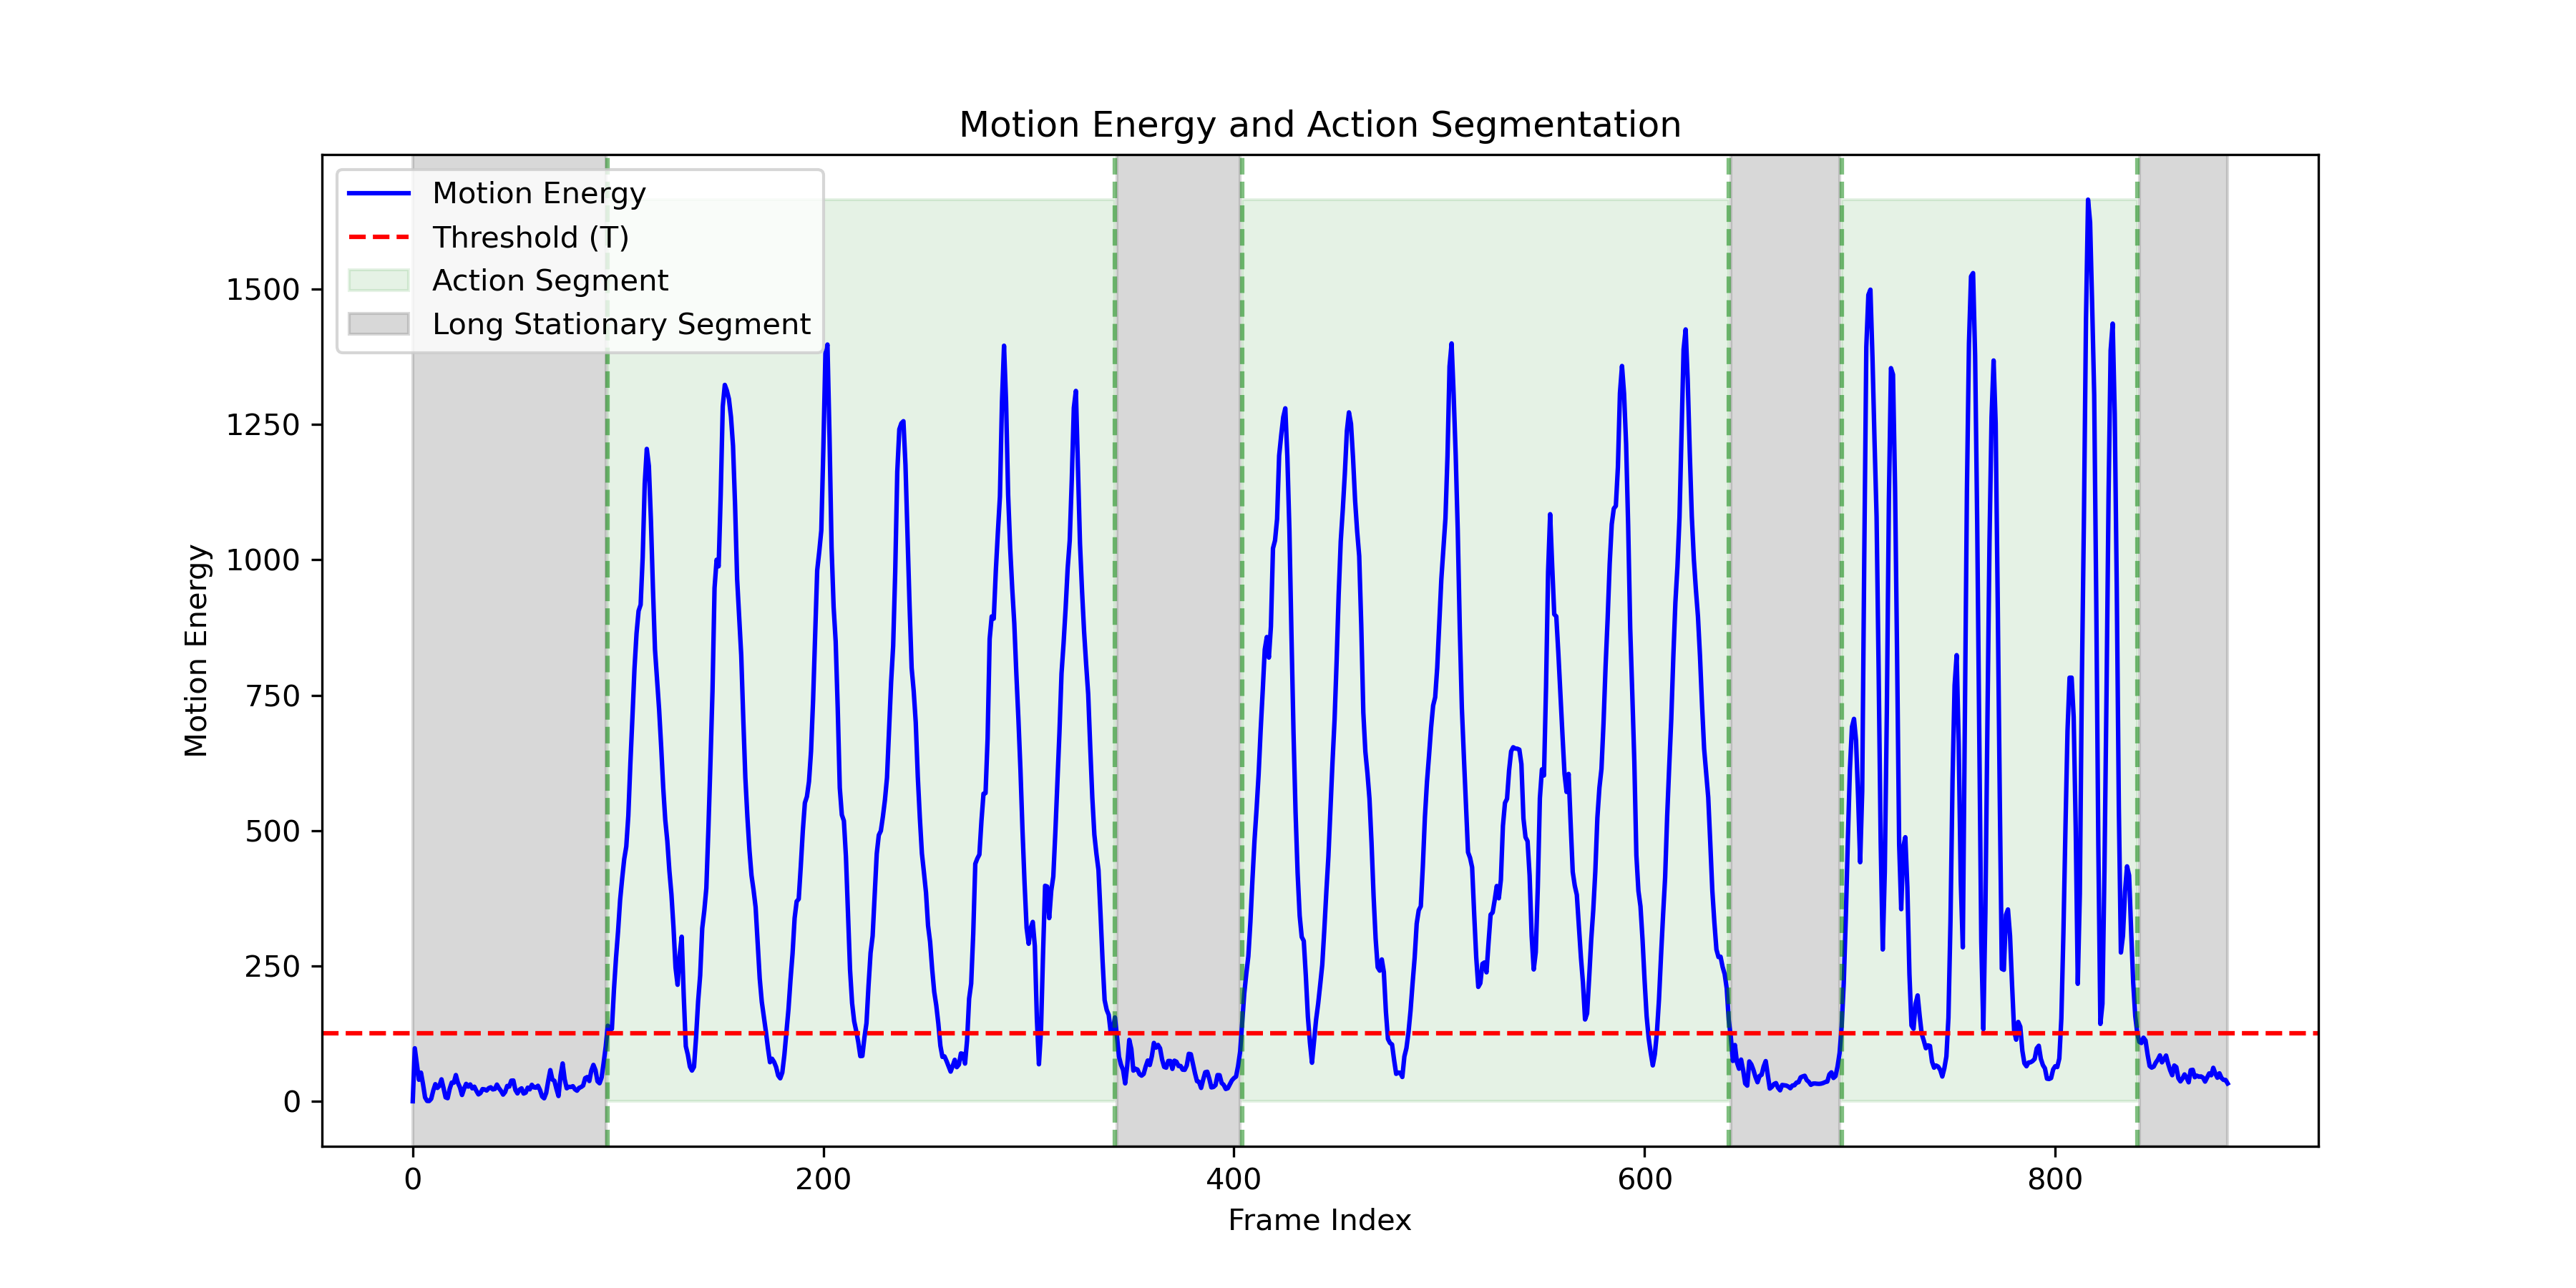 Motion Energy and Action Segmentation
Motion Energy
Threshold (T)
Action Segment
Long Stationary Segment
Motion Energy
1500
1250
1000
750
500
250
0
0 200 400 600 800
Frame Index